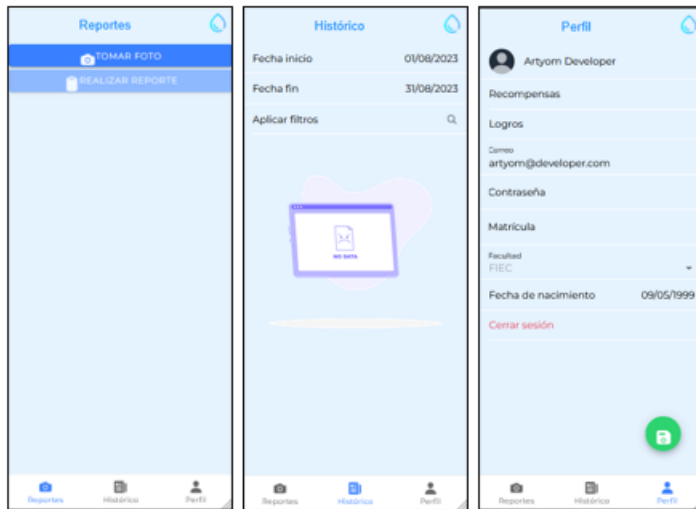 Reportes
TOMAR FOTO
REALIZAR REPORTE
Reportes
Histórico
Perfil
Histórico
Fecha inicio 01/08/2023
Fecha fin 31/08/2023
Aplicar filtros
NO DATA
Reportes
Histórico
Perfil
Perfil
Artyom Developer
Recompensas
Logros
Correo
artyom@developer.com
Contraseña
Matrícula
Facultad
FIEC
Fecha de nacimiento 09/05/1999
Cerrar sesión
Reportes
Histórico
Perfil